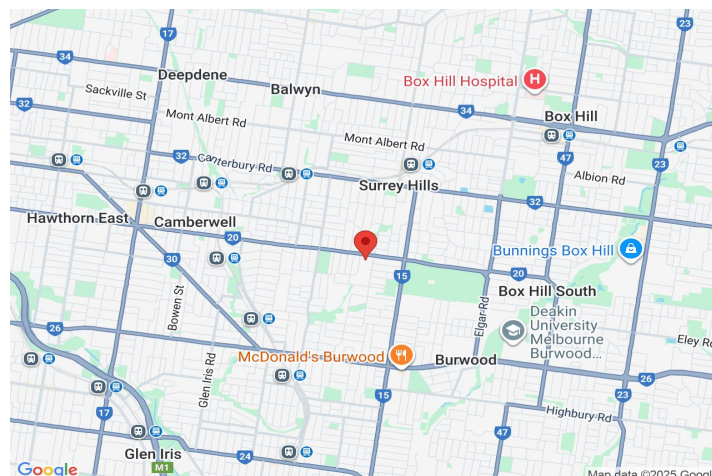 17
23
34
Deepdene
Balwyn
Box Hill Hospital
H
Sackville St
32
Mont Albert Rd
34
Box Hill
Mont Albert Rd
47
23
32
Canterbury Rd
Albion Rd
Surrey Hills
32
Hawthorn East
Camberwell
20
Bunnings Box Hill
30
15
20
Box Hill South
Bowen St
Elgar Rd
Deakin
University
Melbourne
Burwood...
26
Eley Rd
McDonald's Burwood
Burwood
Glen Iris Rd
26
15
23
17
Highbury Rd
47
Glen Iris
24
M1
Google
Map data ©2025 Google